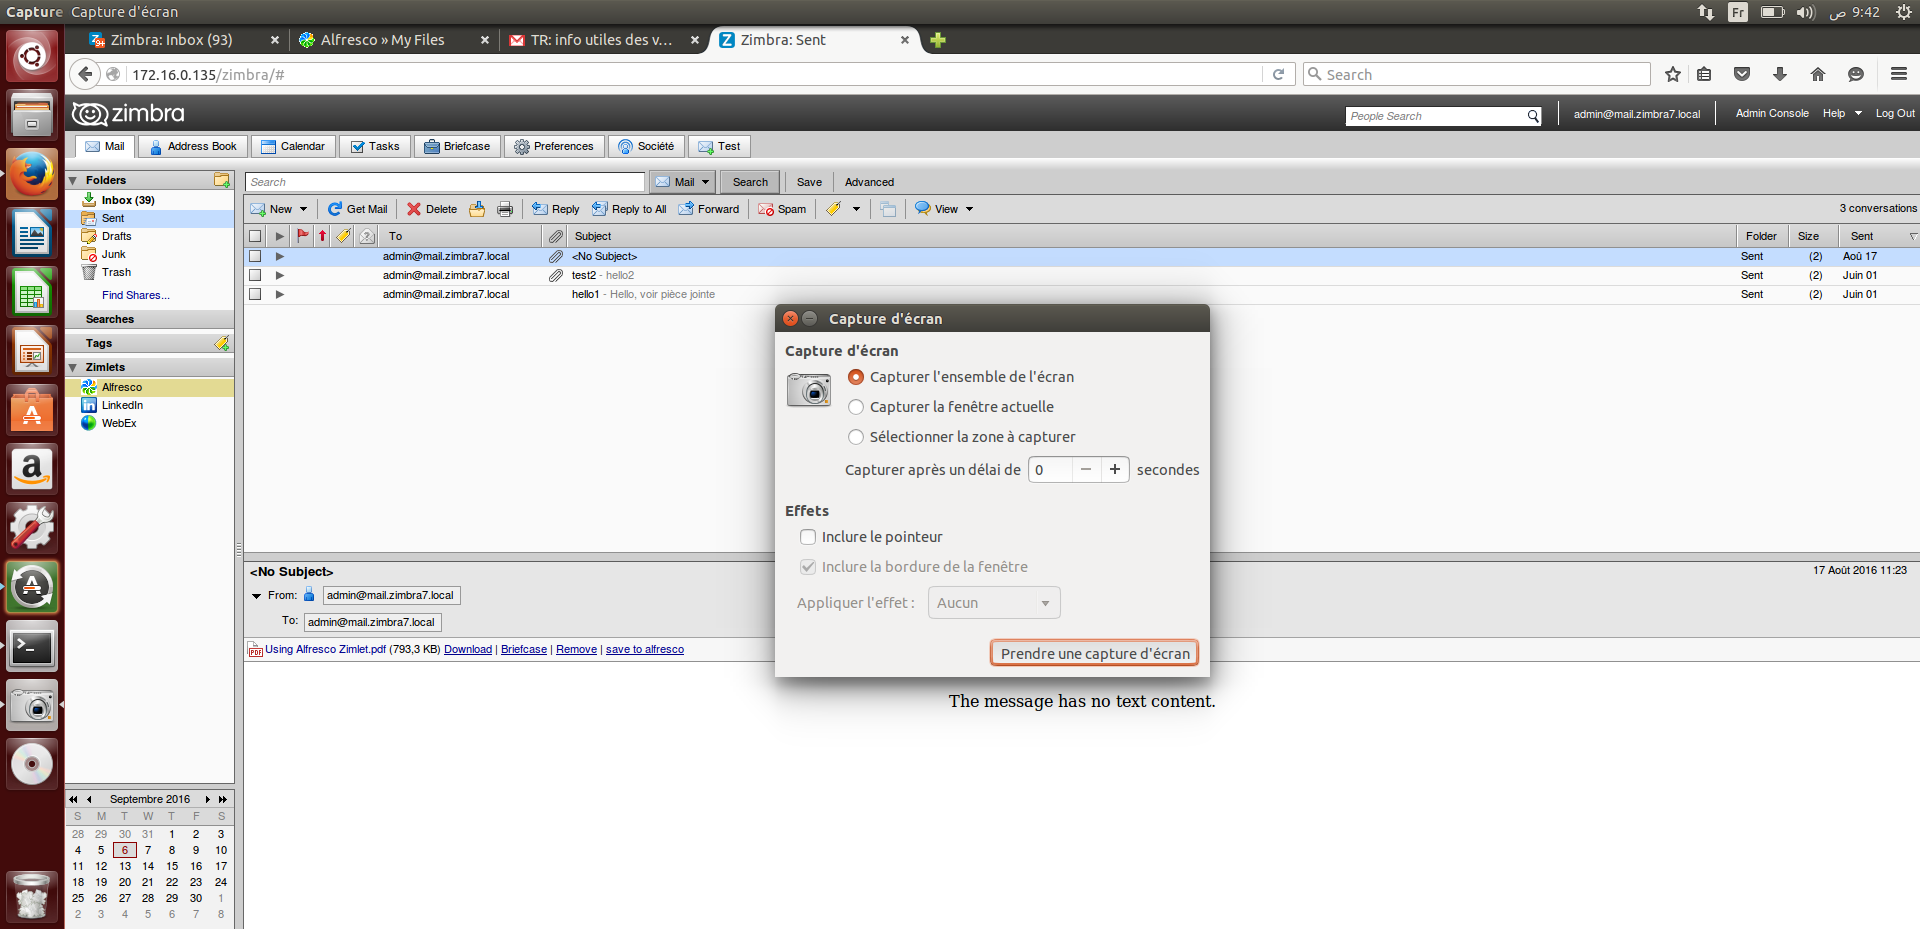 Capture Capture d'écran
Fr
ص 9:42
Zimbra: Inbox (93)
Alfresco » My Files
TR: info utiles des v...
Zimbra: Sent
172.16.0.135/zimbra/#
Search
zimbra
People Search
admin@mail.zimbra7.local
Admin Console
Help
Log Out
Mail
Address Book
Calendar
Tasks
Briefcase
Preferences
Société
Test
Folders
Inbox (39)
Sent
Drafts
Junk
Trash
Find Shares...
Searches
Tags
Zimlets
Alfresco
LinkedIn
WebEx
Search
Mail
Search
Save
Advanced
New
Get Mail
Delete
Reply
Reply to All
Forward
Spam
View
3 conversations
To
Subject
Folder
Size
Sent
admin@mail.zimbra7.local <No Subject> Sent (2) Aoû 17
admin@mail.zimbra7.local test2 - hello2 Sent (2) Juin 01
admin@mail.zimbra7.local hello1 - Hello, voir pièce jointe Sent (2) Juin 01
Capture d'écran
Capture d'écran
Capturer l'ensemble de l'écran
Capturer la fenêtre actuelle
Sélectionner la zone à capturer
Capturer après un délai de 0 − + secondes
Effets
Inclure le pointeur
Inclure la bordure de la fenêtre
Appliquer l'effet : Aucun
Prendre une capture d'écran
<No Subject>
17 Août 2016 11:23
From: admin@mail.zimbra7.local
To: admin@mail.zimbra7.local
PDF Using Alfresco Zimlet.pdf (793,3 KB) Download | Briefcase | Remove | save to alfresco
The message has no text content.
Septembre 2016
S M T W T F S
28 29 30 31 1 2 3
4 5 6 7 8 9 10
11 12 13 14 15 16 17
18 19 20 21 22 23 24
25 26 27 28 29 30 1
2 3 4 5 6 7 8